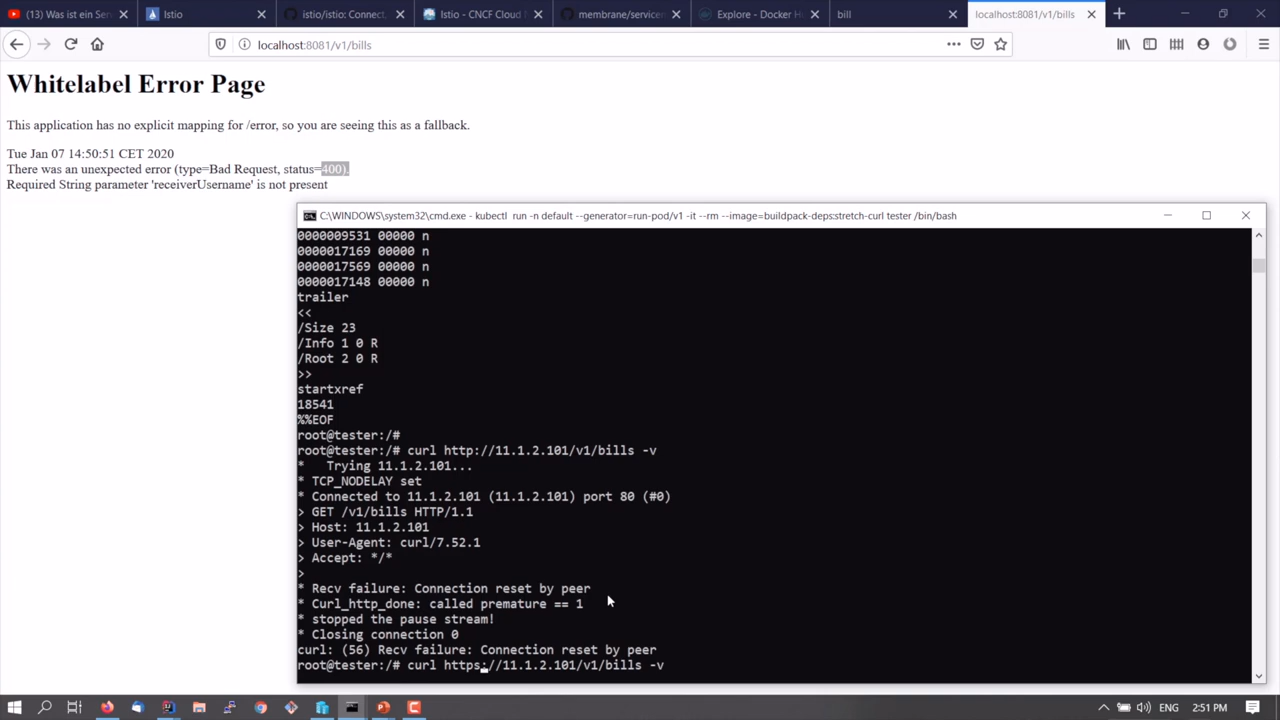 (13) Was ist ein Serv
Istio
istio/istio: Connect,
Istio - CNCF Cloud
membrane/servicer
Explore - Docker H
bill
localhost:8081/v1/bills
localhost:8081/v1/bills
Whitelabel Error Page
This application has no explicit mapping for /error, so you are seeing this as a fallback.
Tue Jan 07 14:50:51 CET 2020
There was an unexpected error (type=Bad Request, status=400).
Required String parameter 'receiverUsername' is not present
C:\WINDOWS\system32\cmd.exe - kubectl run -n default --generator=run-pod/v1 -it --rm --image=buildpack-deps:stretch-curl tester /bin/bash
0000009531 00000 n
0000017169 00000 n
0000017569 00000 n
0000017148 00000 n
trailer
<<
/Size 23
/Info 1 0 R
/Root 2 0 R
>>
startxref
18541
%%EOF
root@tester:/#
root@tester:/# curl http://11.1.2.101/v1/bills -v
*   Trying 11.1.2.101...
* TCP_NODELAY set
* Connected to 11.1.2.101 (11.1.2.101) port 80 (#0)
> GET /v1/bills HTTP/1.1
> Host: 11.1.2.101
> User-Agent: curl/7.52.1
> Accept: */*
>
* Recv failure: Connection reset by peer
* Curl_http_done: called premature == 1
* stopped the pause stream!
* Closing connection 0
curl: (56) Recv failure: Connection reset by peer
root@tester:/# curl https://11.1.2.101/v1/bills -v
ENG
2:51 PM